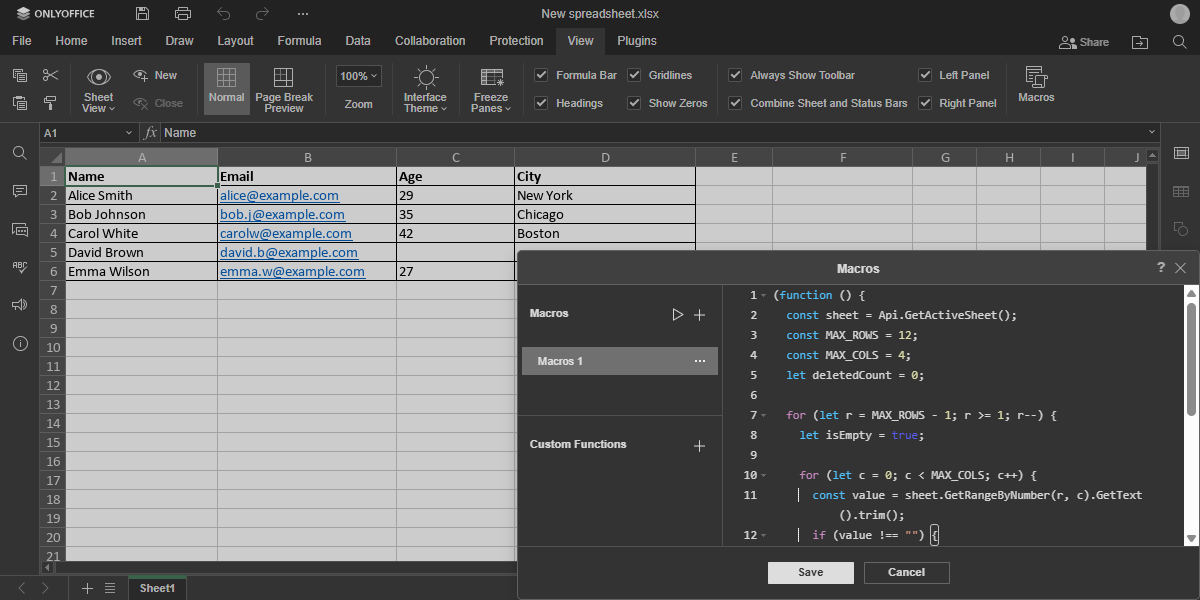 ONLYOFFICE ... New spreadsheet.xlsx
File Home Insert Draw Layout Formula Data Collaboration Protection View Plugins Share
New Formula Bar Gridlines Always Show Toolbar Left Panel
Sheet View Close Normal Page Break Preview 100% Zoom Interface Theme Freeze Panes Headings Show Zeros Combine Sheet and Status Bars Right Panel Macros
A1 fx Name
A B C D E F G H I J
1 Name Email Age City
2 Alice Smith alice@example.com 29 New York
3 Bob Johnson bob.j@example.com 35 Chicago
4 Carol White carolw@example.com 42 Boston
5 David Brown david.b@example.com
6 Emma Wilson emma.w@example.com 27
7
8
9
10
11
12
13
14
15
16
17
18
19
20
21
ABC
Macros ?
Macros
Macros 1 ...
Custom Functions
1 (function () {
2 const sheet = Api.GetActiveSheet();
3 const MAX_ROWS = 12;
4 const MAX_COLS = 4;
5 let deletedCount = 0;
6
7 for (let r = MAX_ROWS - 1; r >= 1; r--) {
8 let isEmpty = true;
9
10 for (let c = 0; c < MAX_COLS; c++) {
11 const value = sheet.GetRangeByNumber(r, c).GetText
().trim();
12 if (value !== "") {
Save Cancel
Sheet1